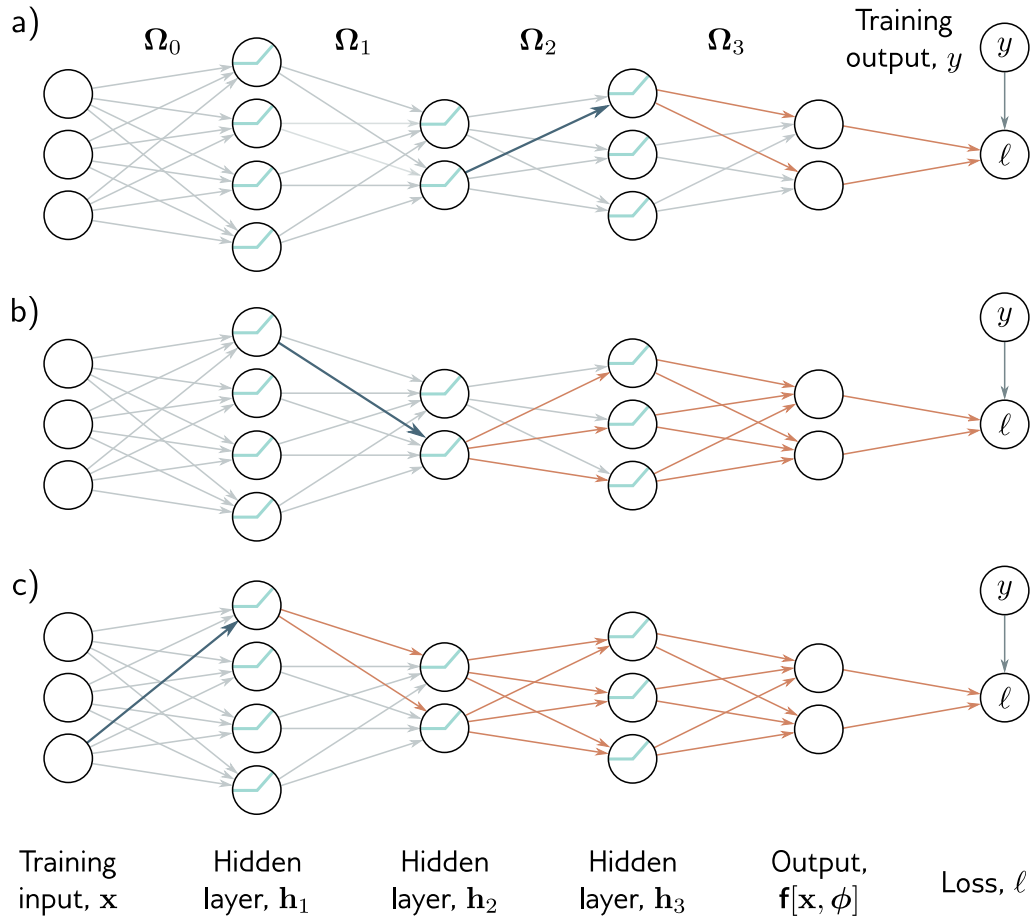 a)
Ω₀
Ω₁
Ω₂
Ω₃
Training
output, y
y
ℓ
b)
y
ℓ
c)
y
ℓ
Training
input, x
Hidden
layer, h₁
Hidden
layer, h₂
Hidden
layer, h₃
Output,
f[x, ϕ]
Loss, ℓ